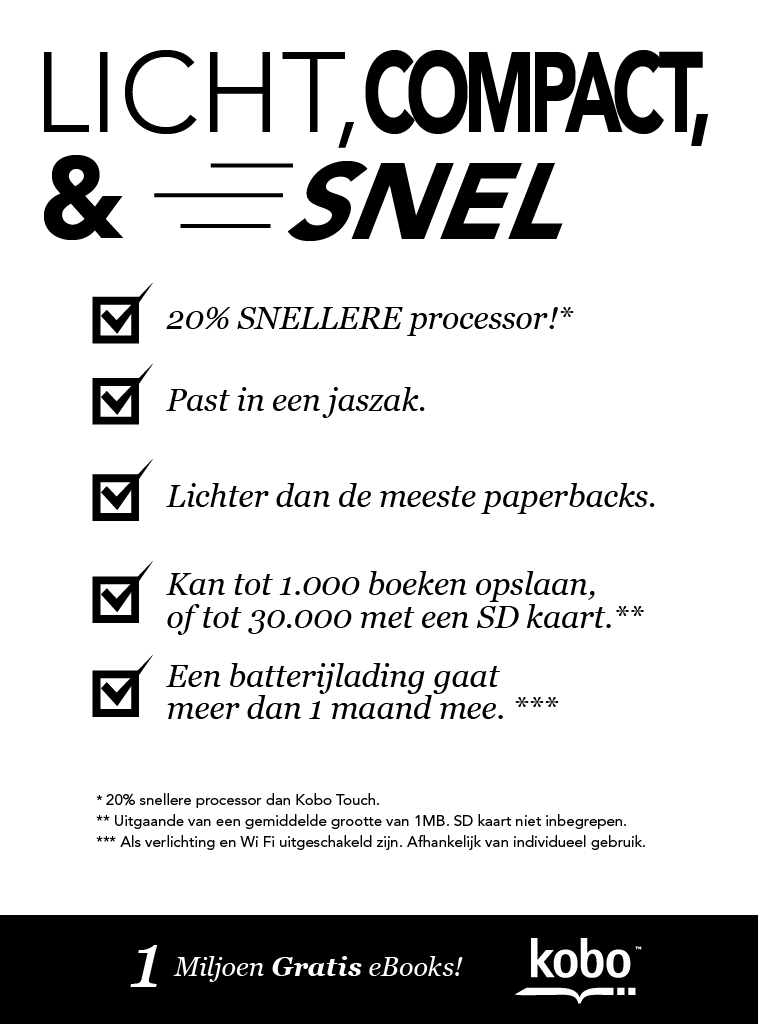 LICHT, COMPACT,
& SNEL
20% SNELLERE processor!*
Past in een jaszak.
Lichter dan de meeste paperbacks.
Kan tot 1.000 boeken opslaan,
of tot 30.000 met een SD kaart.**
Een batterijlading gaat
meer dan 1 maand mee. ***
* 20% snellere processor dan Kobo Touch.
** Uitgaande van een gemiddelde grootte van 1MB. SD kaart niet inbegrepen.
*** Als verlichting en Wi Fi uitgeschakeld zijn. Afhankelijk van individueel gebruik.
1 Miljoen Gratis eBooks!
kobo™